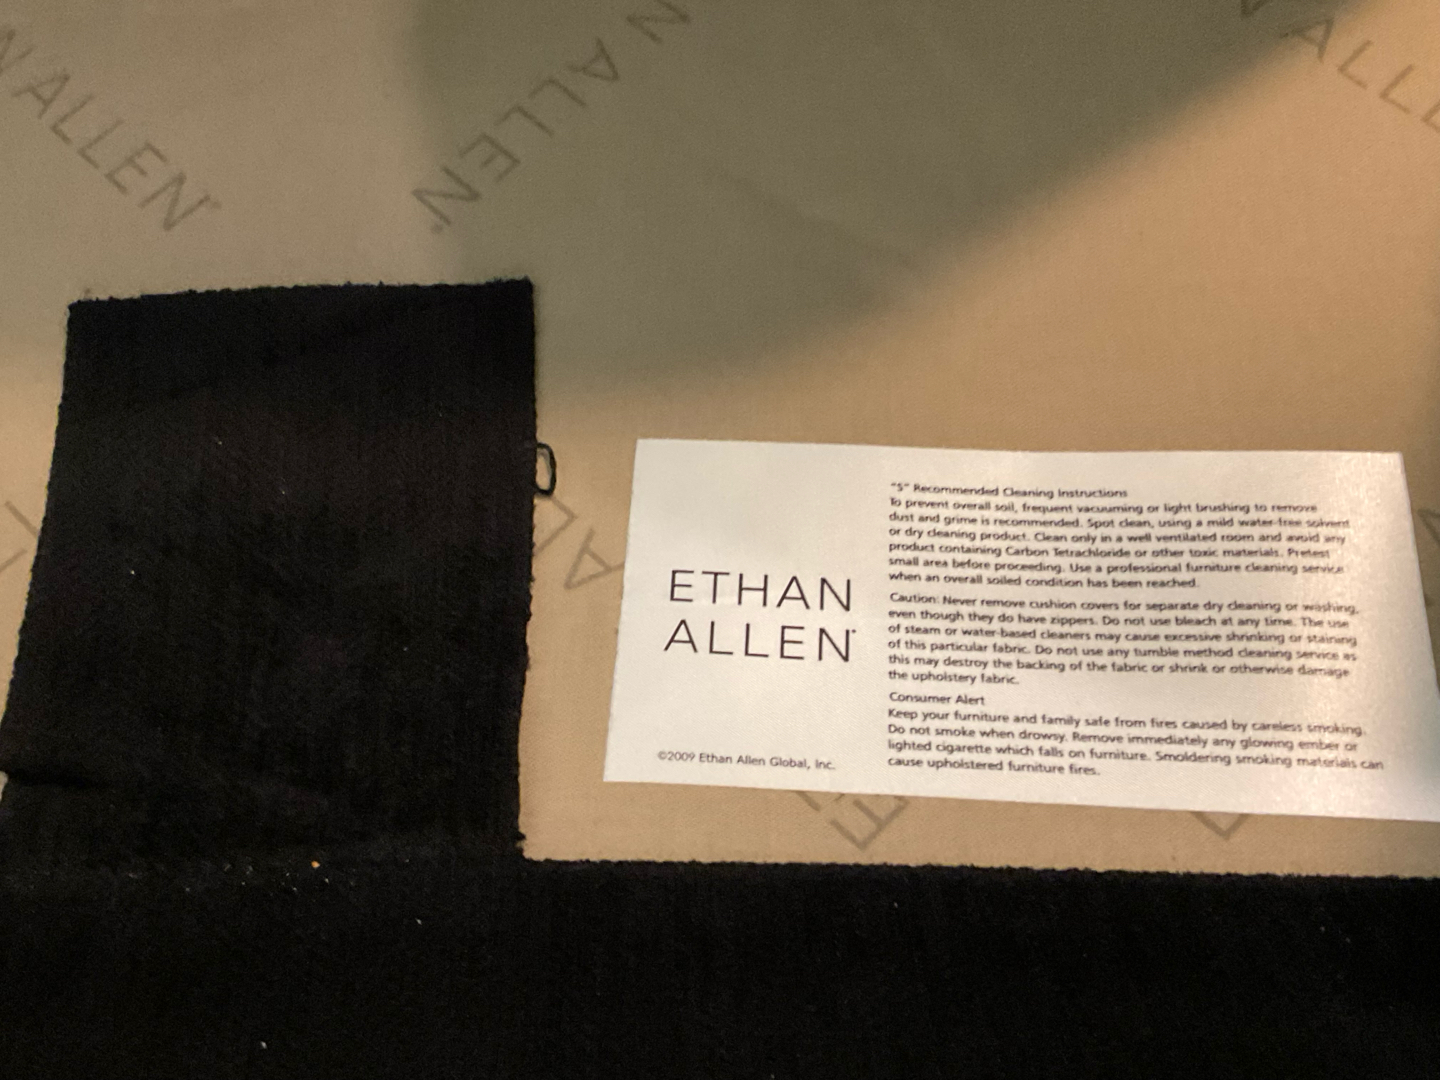 N ALLEN
N ALLEN
N ALLE
"S" Recommended Cleaning Instructions
To prevent overall soil, frequent vacuuming or light brushing to remove
dust and grime is recommended. Spot clean, using a mild water-free solvent
or dry cleaning product. Clean only in a well ventilated room and avoid any
product containing Carbon Tetrachloride or other toxic materials. Pretest
small area before proceeding. Use a professional furniture cleaning service
when an overall soiled condition has been reached.
Caution: Never remove cushion covers for separate dry cleaning or washing,
even though they do have zippers. Do not use bleach at any time. The use
of steam or water-based cleaners may cause excessive shrinking or staining
of this particular fabric. Do not use any tumble method cleaning service as
this may destroy the backing of the fabric or shrink or otherwise damage
the upholstery fabric.
Consumer Alert
Keep your furniture and family safe from fires caused by careless smoking.
Do not smoke when drowsy. Remove immediately any glowing ember or
lighted cigarette which falls on furniture. Smoldering smoking materials can
cause upholstered furniture fires.
ETHAN
ALLEN
©2009 Ethan Allen Global, Inc.